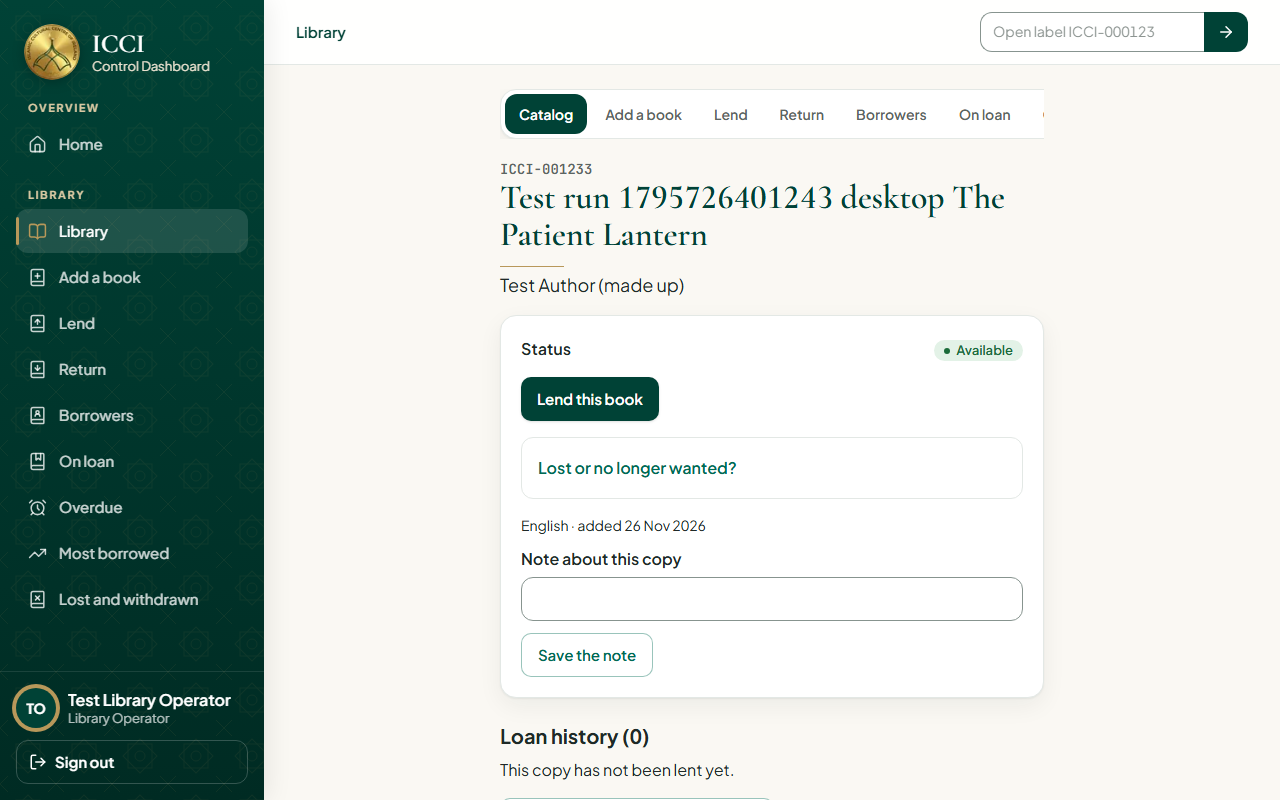 ICCI
Control Dashboard
OVERVIEW
Home
LIBRARY
Library
Add a book
Lend
Return
Borrowers
On loan
Overdue
Most borrowed
Lost and withdrawn
TO
Test Library Operator
Library Operator
Sign out
Library
Open label ICCI-000123
Catalog
Add a book
Lend
Return
Borrowers
On loan
ICCI-001233
Test run 1795726401243 desktop The
Patient Lantern
Test Author (made up)
Status
Available
Lend this book
Lost or no longer wanted?
English · added 26 Nov 2026
Note about this copy
Save the note
Loan history (0)
This copy has not been lent yet.